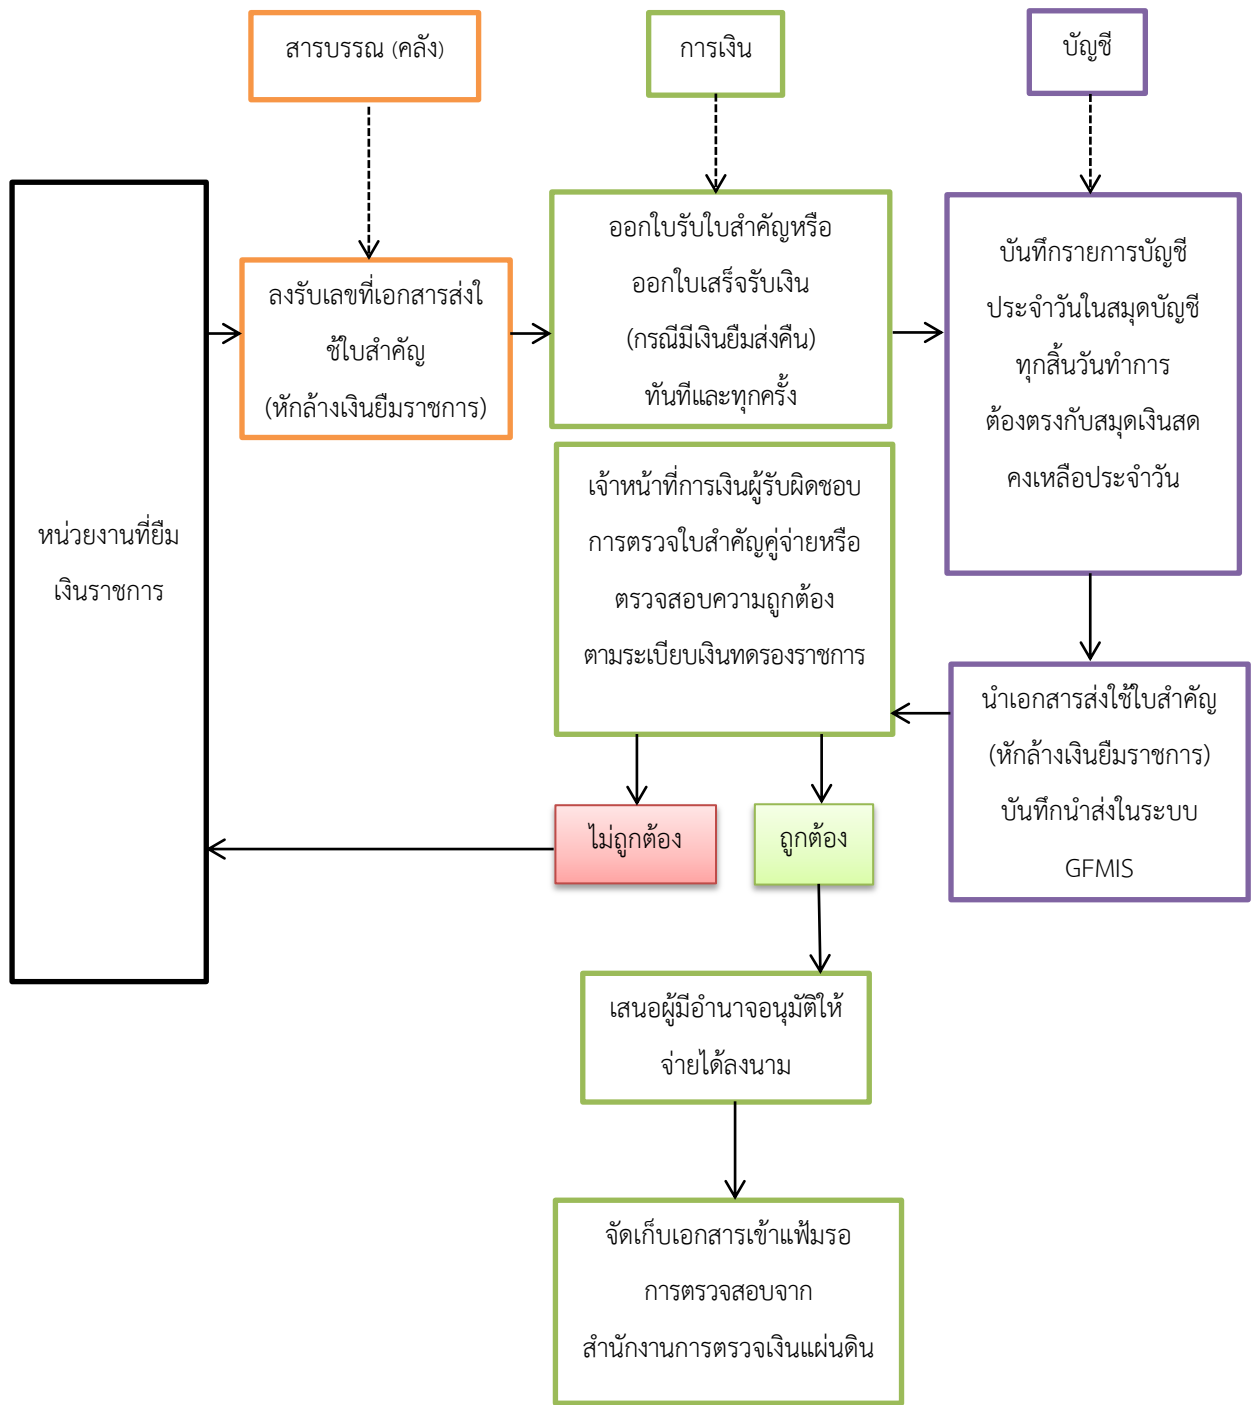 สารบรรณ (คลัง)
การเงิน
บัญชี
หน่วยงานที่ยืม
เงินราชการ
ลงรับเลขที่เอกสารส่งใ
ช้ใบสำคัญ
(หักล้างเงินยืมราชการ)
ออกใบรับใบสำคัญหรือ
ออกใบเสร็จรับเงิน
(กรณีมีเงินยืมส่งคืน)
ทันทีและทุกครั้ง
บันทึกรายการบัญชี
ประจำวันในสมุดบัญชี
ทุกสิ้นวันทำการ
ต้องตรงกับสมุดเงินสด
คงเหลือประจำวัน
นำเอกสารส่งใช้ใบสำคัญ
(หักล้างเงินยืมราชการ)
บันทึกนำส่งในระบบ
GFMIS
เจ้าหน้าที่การเงินผู้รับผิดชอบ
การตรวจใบสำคัญคู่จ่ายหรือ
ตรวจสอบความถูกต้อง
ตามระเบียบเงินทดรองราชการ
ไม่ถูกต้อง
ถูกต้อง
เสนอผู้มีอำนาจอนุมัติให้
จ่ายได้ลงนาม
จัดเก็บเอกสารเข้าแฟ้มรอ
การตรวจสอบจาก
สำนักงานการตรวจเงินแผ่นดิน